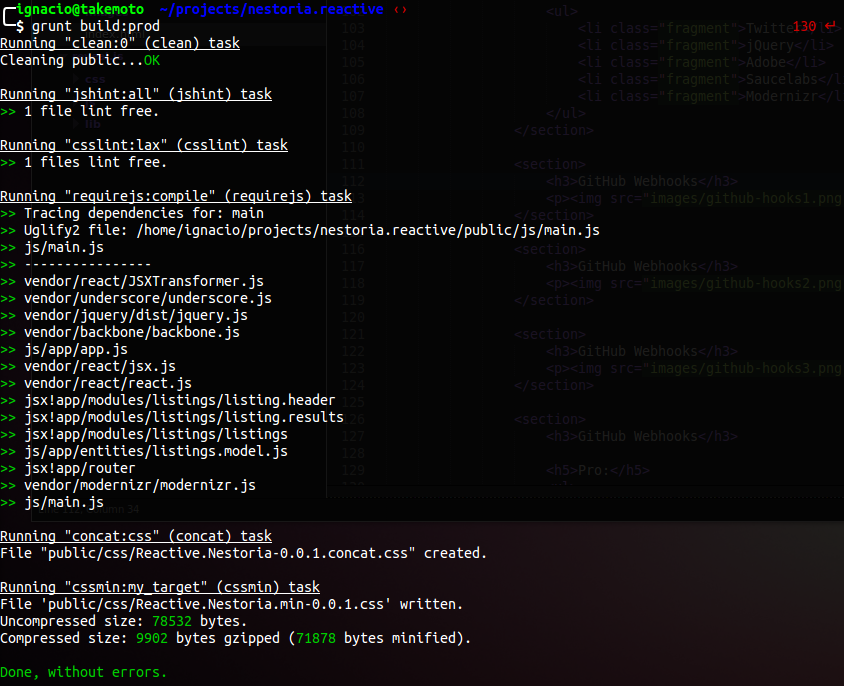 ignacio@takemoto ~/projects/nestoria.reactive ‹›
$ grunt build:prod
130 ↵
Running "clean:0" (clean) task
Cleaning public...OK
Running "jshint:all" (jshint) task
>> 1 file lint free.
Running "csslint:lax" (csslint) task
>> 1 files lint free.
Running "requirejs:compile" (requirejs) task
>> Tracing dependencies for: main
>> Uglify2 file: /home/ignacio/projects/nestoria.reactive/public/js/main.js
>> js/main.js
>> ----------------
>> vendor/react/JSXTransformer.js
>> vendor/underscore/underscore.js
>> vendor/jquery/dist/jquery.js
>> vendor/backbone/backbone.js
>> js/app/app.js
>> vendor/react/jsx.js
>> vendor/react/react.js
>> jsx!app/modules/listings/listing.header
>> jsx!app/modules/listings/listing.results
>> jsx!app/modules/listings/listings
>> js/app/entities/listings.model.js
>> jsx!app/router
>> vendor/modernizr/modernizr.js
>> js/main.js
Running "concat:css" (concat) task
File "public/css/Reactive.Nestoria-0.0.1.concat.css" created.
Running "cssmin:my_target" (cssmin) task
File 'public/css/Reactive.Nestoria.min-0.0.1.css' written.
Uncompressed size: 78532 bytes.
Compressed size: 9902 bytes gzipped (71878 bytes minified).
Done, without errors.
<ul>
103 <li class="fragment">Twitter</li>
<li class="fragment">jQuery</li>
105 <li class="fragment">Adobe</li>
106 <li class="fragment">Saucelabs</li>
107 <li class="fragment">Modernizr</l
108 </ul>
109 </section>
110
111 <section>
112 <h3>GitHub Webhooks</h3>
<p><img src="images/github-hooks1.png
</section>
116 <section>
117 <h3>GitHub Webhooks</h3>
118 <p><img src="images/github-hooks2.png
119 </section>
120
121 <section>
122 <h3>GitHub Webhooks</h3>
123 <p><img src="images/github-hooks3.png
124 </section>
125
126 <section>
127 <h3>GitHub Webhooks</h3>
128
129 <h5>Pro:</h5>
css
lib